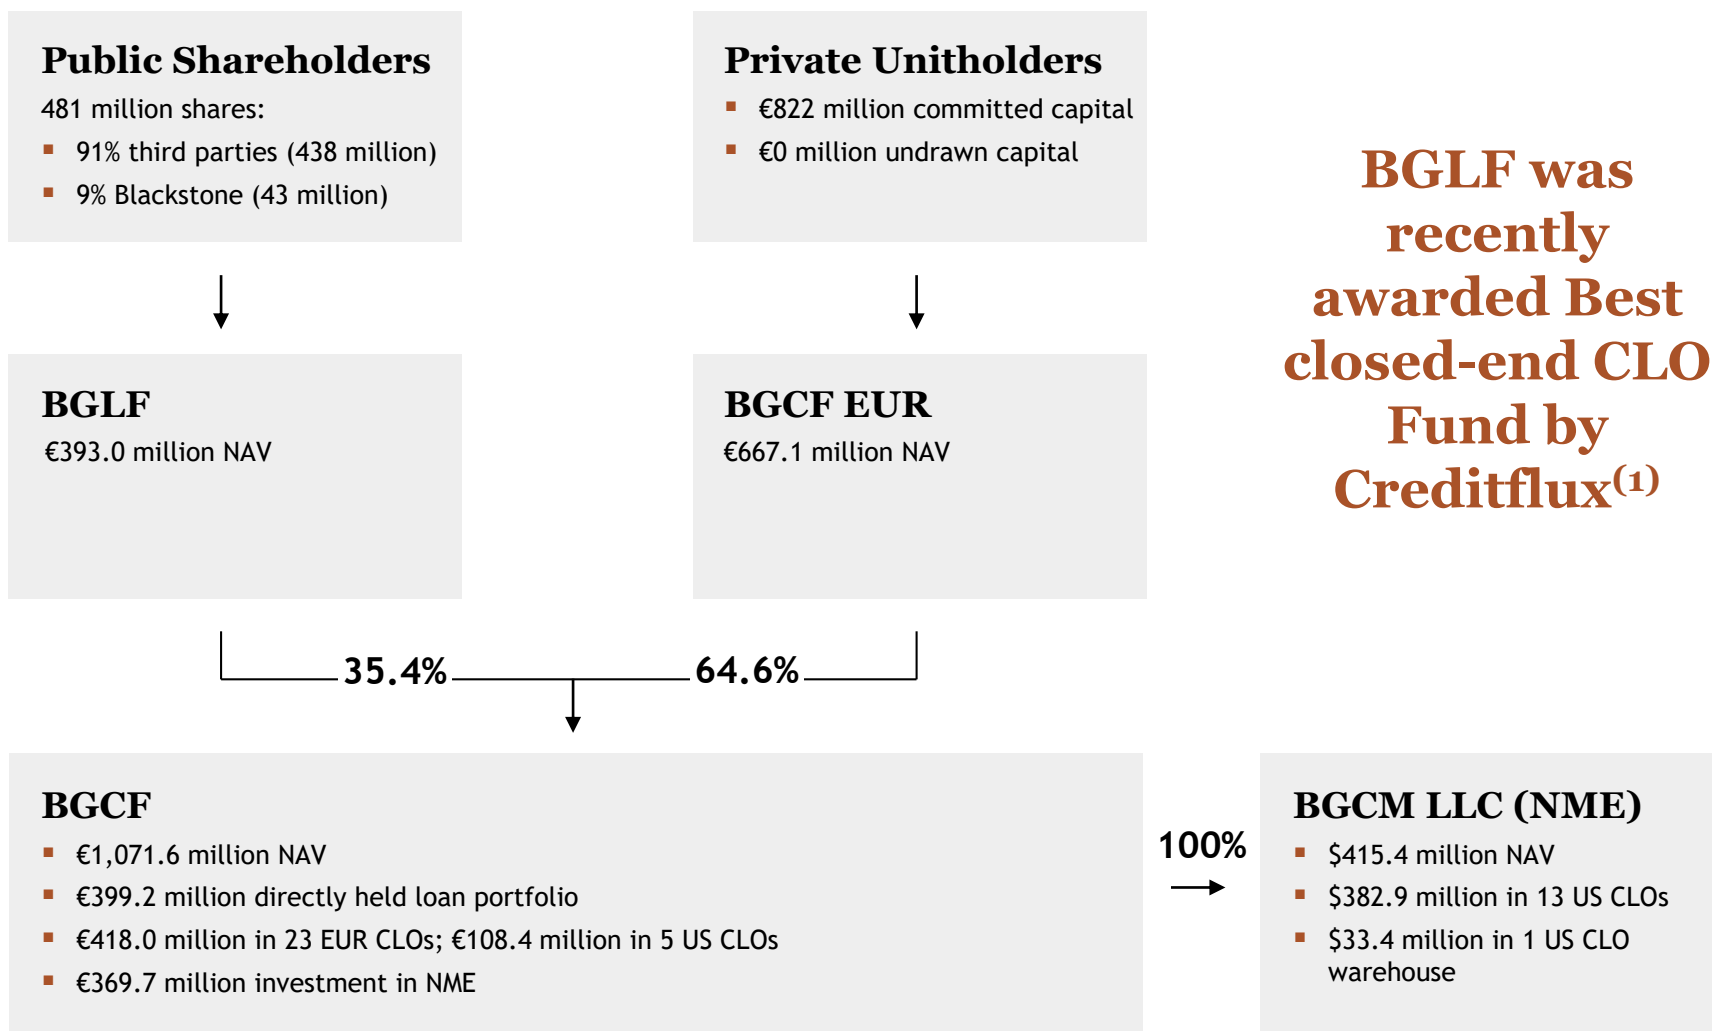 Public Shareholders
481 million shares:
▪ 91% third parties (438 million)
▪ 9% Blackstone (43 million)
Private Unitholders
▪ €822 million committed capital
▪ €0 million undrawn capital
BGLF was
recently
awarded Best
closed-end CLO
Fund by
Creditflux(1)
BGLF
€393.0 million NAV
BGCF EUR
€667.1 million NAV
35.4%
64.6%
BGCF
▪ €1,071.6 million NAV
▪ €399.2 million directly held loan portfolio
▪ €418.0 million in 23 EUR CLOs; €108.4 million in 5 US CLOs
▪ €369.7 million investment in NME
100%
BGCM LLC (NME)
▪ $415.4 million NAV
▪ $382.9 million in 13 US CLOs
▪ $33.4 million in 1 US CLO
warehouse